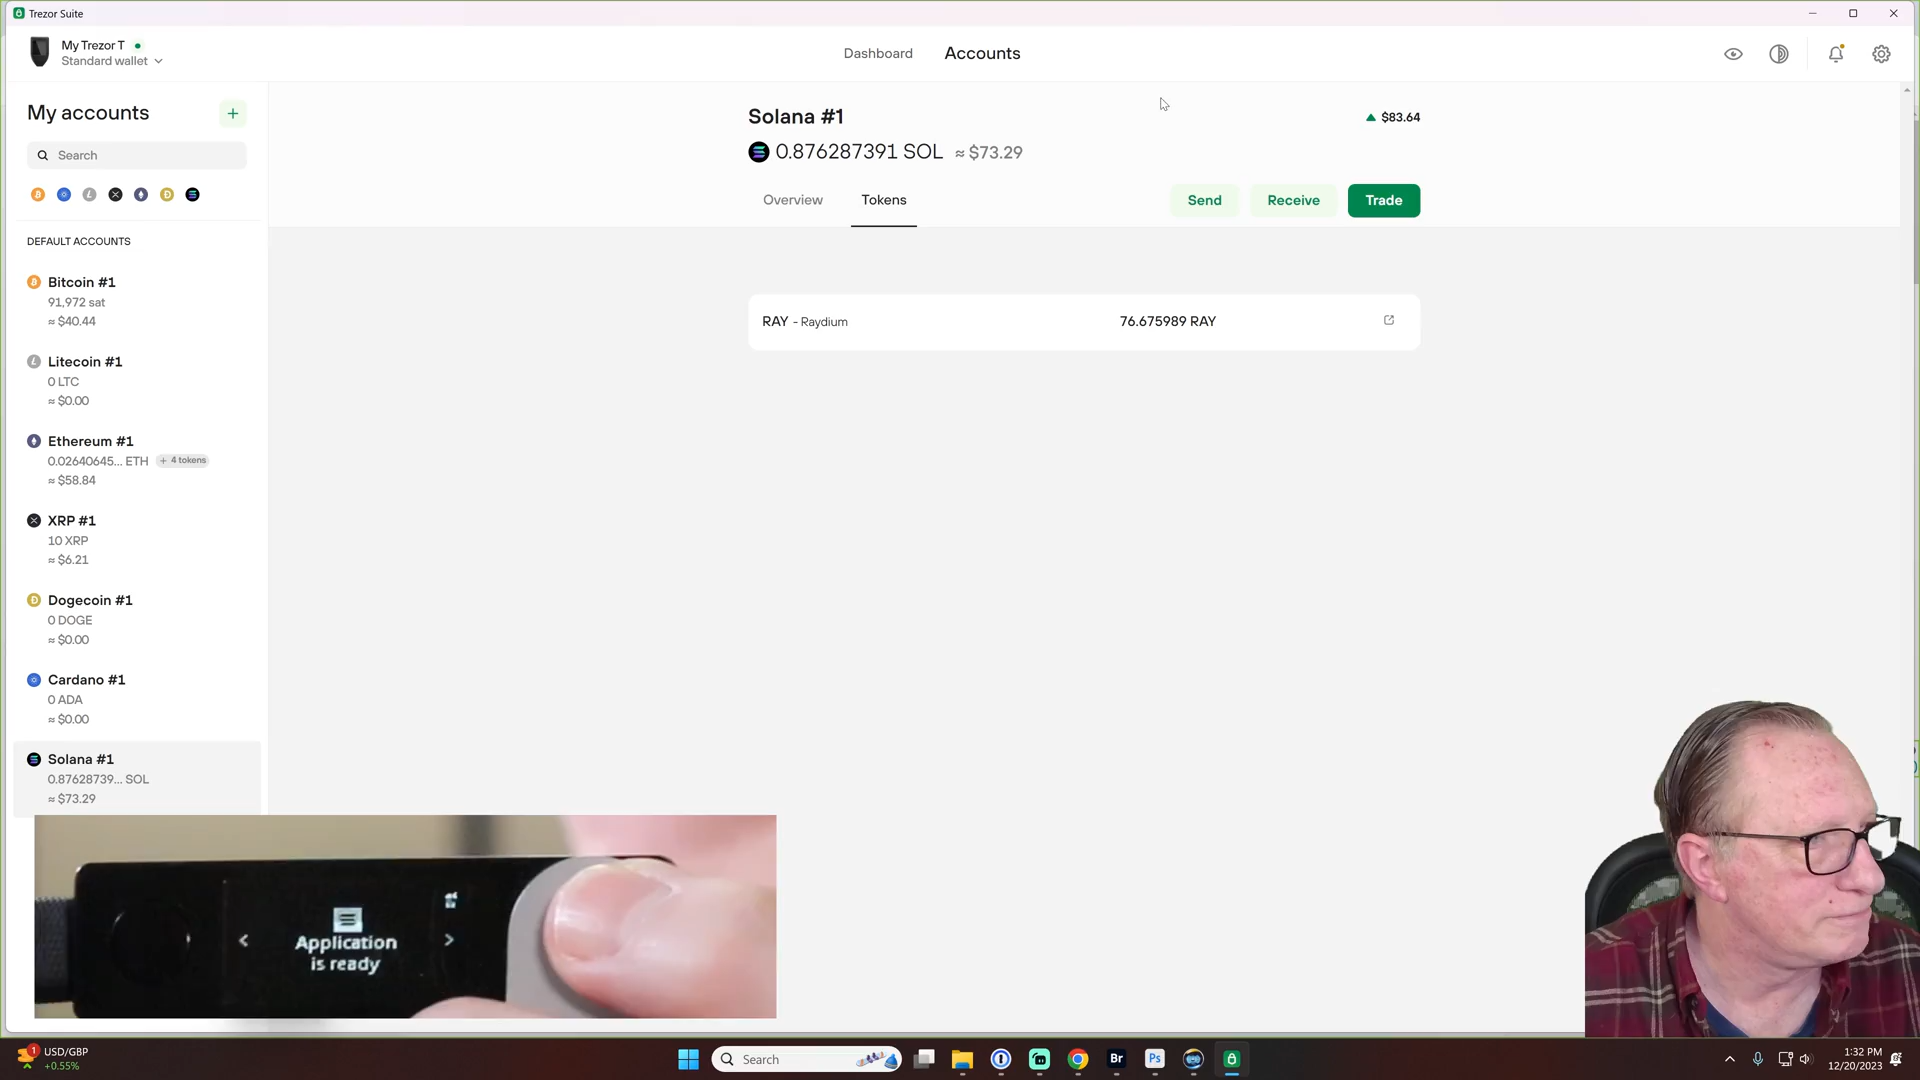 Trezor Suite
My Trezor T
Standard wallet
Dashboard
Accounts
My accounts
+
Search
DEFAULT ACCOUNTS
Bitcoin #1
91,972 sat
≈ $40.44
Litecoin #1
0 LTC
≈ $0.00
Ethereum #1
0.02640645... ETH + 4 tokens
≈ $58.84
XRP #1
10 XRP
≈ $6.21
Dogecoin #1
0 DOGE
≈ $0.00
Cardano #1
0 ADA
≈ $0.00
Solana #1
0.87628739... SOL
≈ $73.29
Solana #1
$83.64
0.876287391 SOL ≈ $73.29
Overview
Tokens
Send
Receive
Trade
RAY - Raydium 76.675989 RAY
Application
is ready
1
USD/GBP
+0.55%
Search
Br
Ps
1:32 PM
12/20/2023